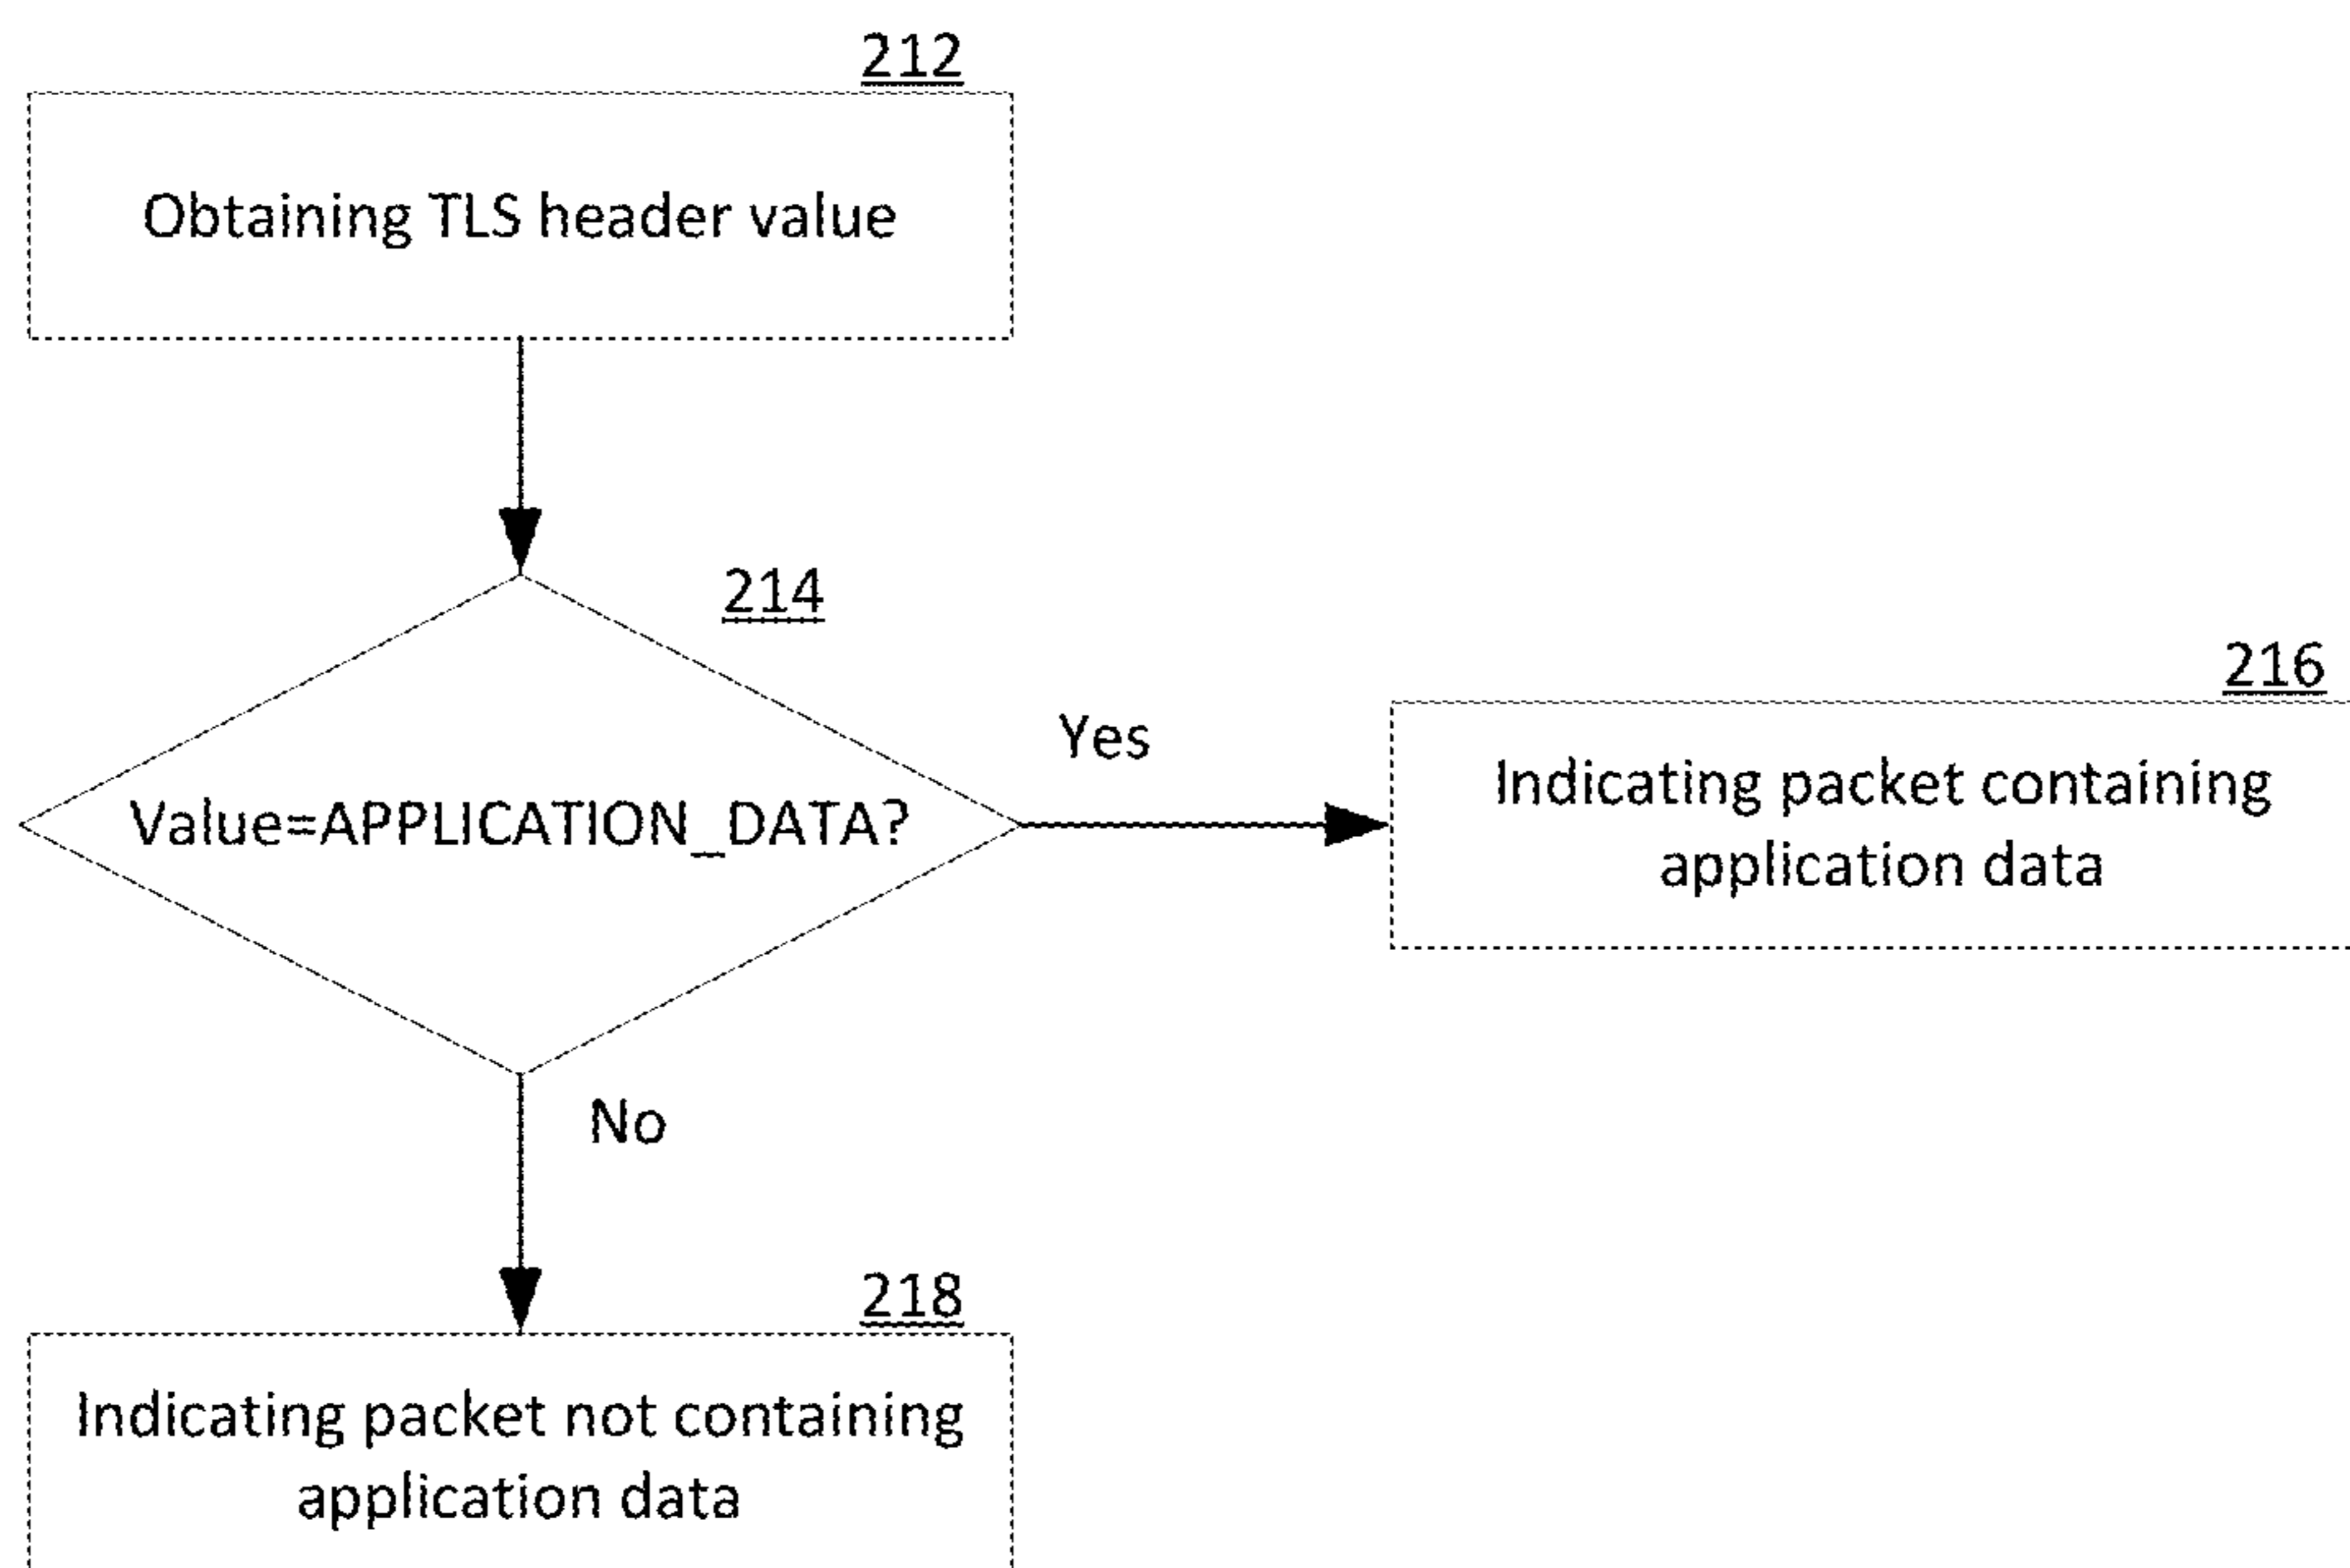 212
Obtaining TLS header value
214
Value=APPLICATION_DATA?
Yes
216
Indicating packet containing
application data
No
218
Indicating packet not containing
application data